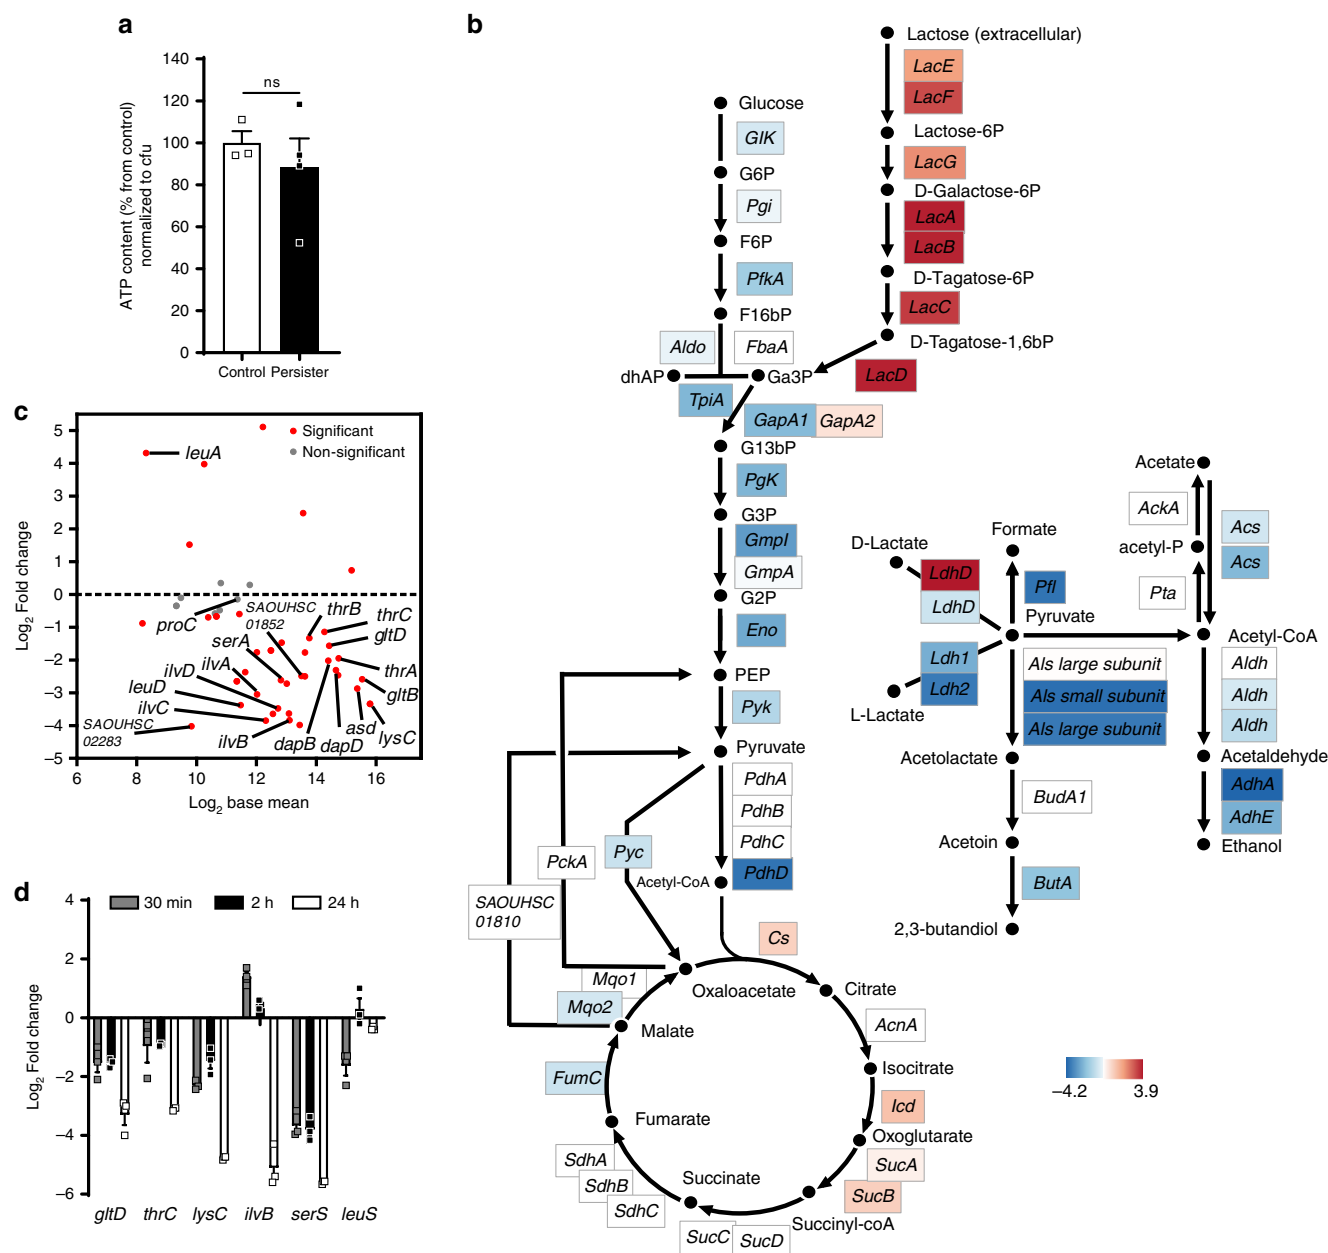 a
ATP content (% from control)
normalized to cfu
140
120
100
80
60
40
20
0
ns
Control
Persister
b
Lactose (extracellular)
LacE
LacF
Lactose-6P
LacG
D-Galactose-6P
LacA
LacB
D-Tagatose-6P
LacC
D-Tagatose-1,6bP
LacD
Glucose
GlK
G6P
Pgi
F6P
PfkA
F16bP
Aldo
FbaA
dhAP
Ga3P
TpiA
GapA1
GapA2
G13bP
PgK
G3P
GmpI
GmpA
G2P
Eno
PEP
Pyk
Pyruvate
PdhA
PdhB
PdhC
PdhD
Pyc
PckA
SAOUHSC
01810
Acetyl-CoA
Cs
Oxaloacetate
Citrate
AcnA
Isocitrate
Icd
Oxoglutarate
SucA
SucB
Succinyl-coA
SucC
SucD
Succinate
SdhA
SdhB
SdhC
Fumarate
FumC
Malate
Mqo1
Mqo2
D-Lactate
LdhD
LdhD
Ldh1
Ldh2
L-Lactate
Formate
Pfl
Pyruvate
Als large subunit
Als small subunit
Als large subunit
Acetolactate
BudA1
Acetoin
ButA
2,3-butandiol
Acetate
AckA
Acs
Acs
acetyl-P
Pta
Acetyl-CoA
Aldh
Aldh
Aldh
Acetaldehyde
AdhA
AdhE
Ethanol
−4.2
3.9
c
Log2 Fold change
5
4
3
2
1
0
−1
−2
−3
−4
−5
6
8
10
12
14
16
Log2 base mean
Significant
Non-significant
leuA
proC
SAOUHSC
01852
thrB
thrC
serA
gltD
ilvA
thrA
ilvD
gltB
leuD
ilvC
SAOUHSC
02283
ilvB
dapB
dapD
asd
lysC
d
Log2 Fold change
4
2
0
−2
−4
−6
30 min
2 h
24 h
gltD
thrC
lysC
ilvB
serS
leuS